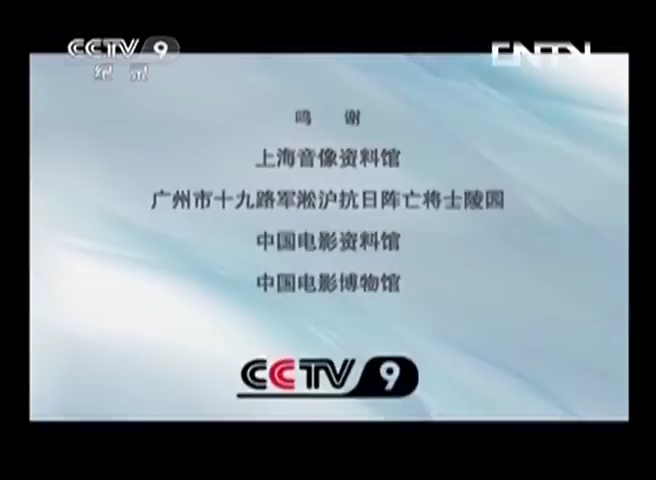 CCTV 9
纪录
CNTV
鸣 谢
上海音像资料馆
广州市十九路军淞沪抗日阵亡将士陵园
中国电影资料馆
中国电影博物馆
CCTV 9